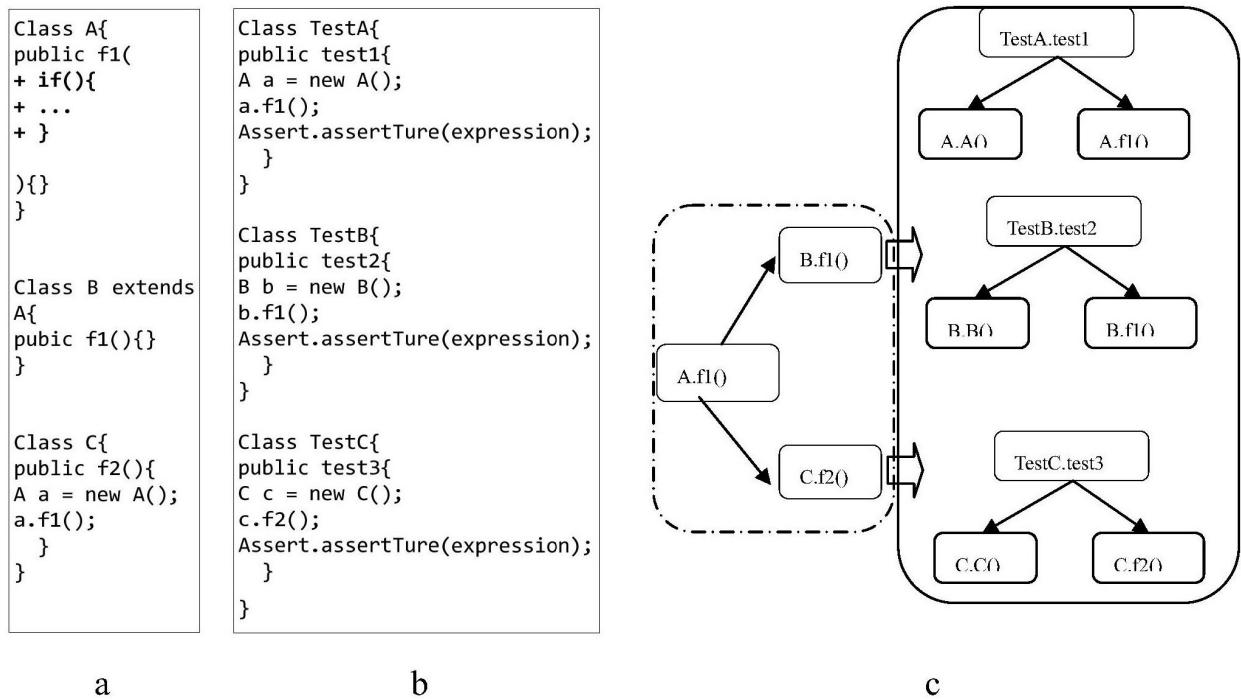 Class A{
public f1(
+ if(){
+ ...
+ }
){}
}
Class B extends
A{
pubic f1(){}
}
Class C{
public f2(){
A a = new A();
a.f1();
}
}
a
Class TestA{
public test1{
A a = new A();
a.f1();
Assert.assertTure(expression);
}
}
Class TestB{
public test2{
B b = new B();
b.f1();
Assert.assertTure(expression);
}
}
Class TestC{
public test3{
C c = new C();
c.f2();
Assert.assertTure(expression);
}
}
b
A.f1()
B.f1()
C.f2()
TestA.test1
A.A()
A.f1()
TestB.test2
B.B()
B.f1()
TestC.test3
C.C()
C.f2()
c